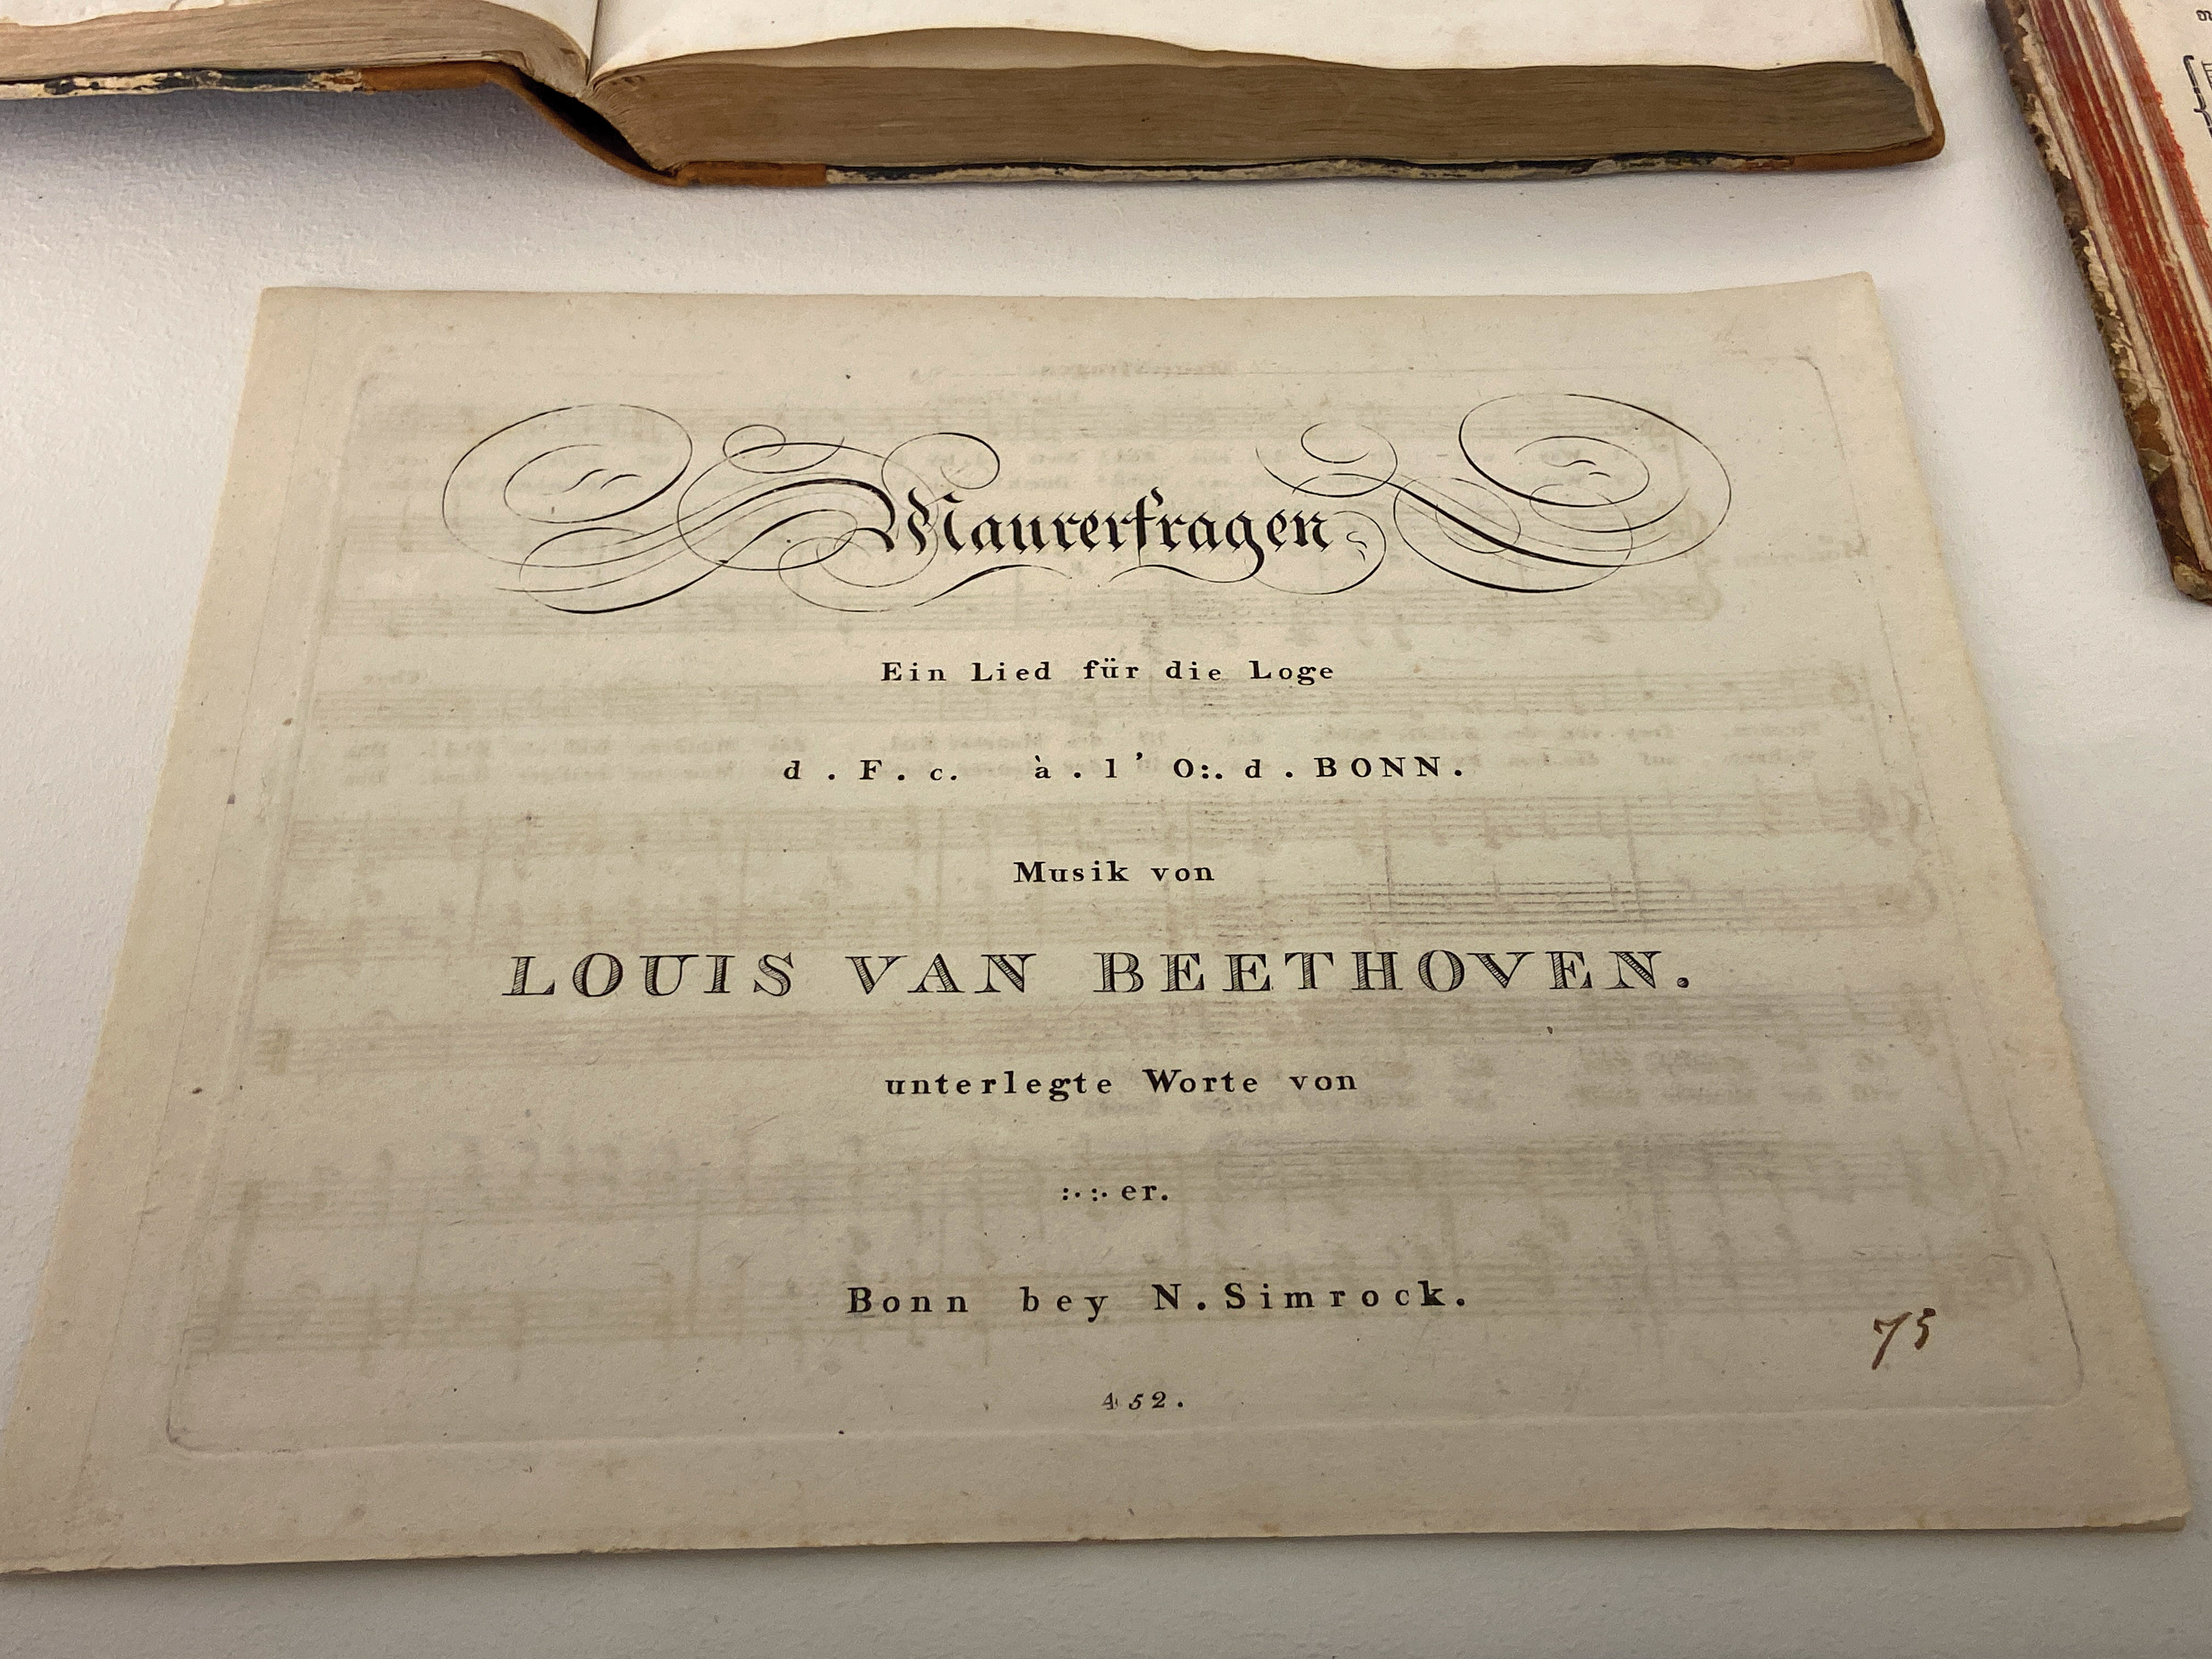 Maurerfragen
Ein Lied für die Loge
d . F . c. à . l ' O:. d . BONN.
Musik von
LOUIS VAN BEETHOVEN.
unterlegte Worte von
:· :· er.
Bonn bey N. Simrock.
75
452.